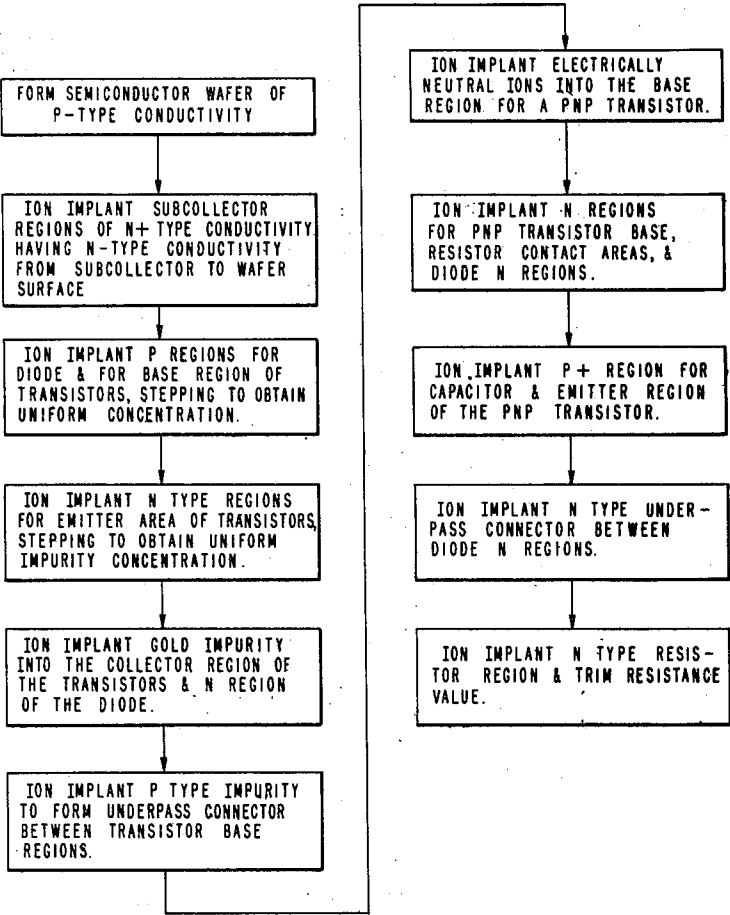 FORM SEMICONDUCTOR WAFER OF
P-TYPE CONDUCTIVITY
ION IMPLANT SUBCOLLECTOR
REGIONS OF N+ TYPE CONDUCTIVITY
HAVING N-TYPE CONDUCTIVITY
FROM SUBCOLLECTOR TO WAFER
SURFACE
ION IMPLANT P REGIONS FOR
DIODE & FOR BASE REGION OF
TRANSISTORS, STEPPING TO OBTAIN
UNIFORM CONCENTRATION.
ION IMPLANT N TYPE REGIONS
FOR EMITTER AREA OF TRANSISTORS,
STEPPING TO OBTAIN UNIFORM
IMPURITY CONCENTRATION.
ION IMPLANT GOLD IMPURITY
INTO THE COLLECTOR REGION OF
THE TRANSISTORS & N REGION
OF THE DIODE.
ION IMPLANT P TYPE IMPURITY
TO FORM UNDERPASS CONNECTOR
BETWEEN TRANSISTOR BASE
REGIONS.
ION IMPLANT ELECTRICALLY
NEUTRAL IONS INTO THE BASE
REGION FOR A PNP TRANSISTOR.
ION IMPLANT N REGIONS
FOR PNP TRANSISTOR BASE,
RESISTOR CONTACT AREAS, &
DIODE N REGIONS.
ION IMPLANT P+ REGION FOR
CAPACITOR & EMITTER REGION
OF THE PNP TRANSISTOR.
ION IMPLANT N TYPE UNDER-
PASS CONNECTOR BETWEEN
DIODE N REGIONS.
ION IMPLANT N TYPE RESIS-
TOR REGION & TRIM RESISTANCE
VALUE.